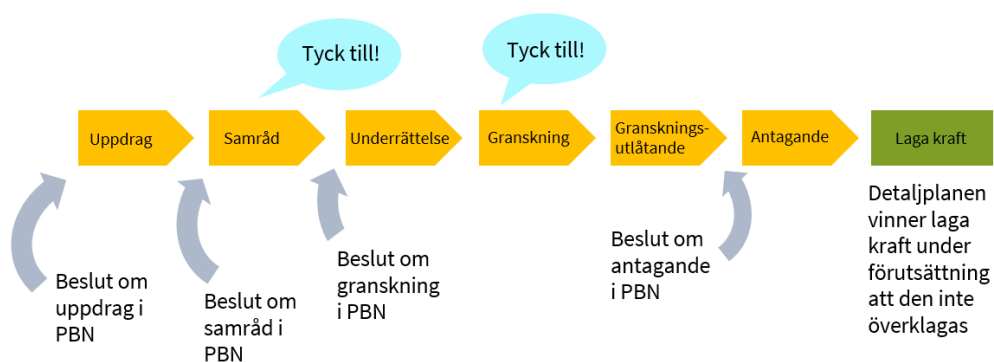 Tyck till!
Tyck till!
Uppdrag
Samråd
Underrättelse
Granskning
Gransknings-
utlåtande
Antagande
Laga kraft
Beslut om
uppdrag i
PBN
Beslut om
samråd i
PBN
Beslut om
granskning
i PBN
Beslut om
antagande
i PBN
Detaljplanen
vinner laga
kraft under
förutsättning
att den inte
överklagas